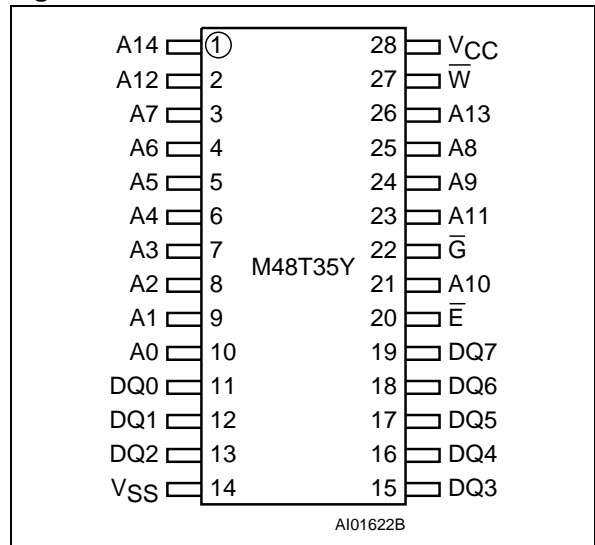 A14 1 28 VCC
A12 2 27 W̅
A7 3 26 A13
A6 4 25 A8
A5 5 24 A9
A4 6 23 A11
A3 7 22 G̅
M48T35Y
A2 8 21 A10
A1 9 20 E̅
A0 10 19 DQ7
DQ0 11 18 DQ6
DQ1 12 17 DQ5
DQ2 13 16 DQ4
VSS 14 15 DQ3
AI01622B